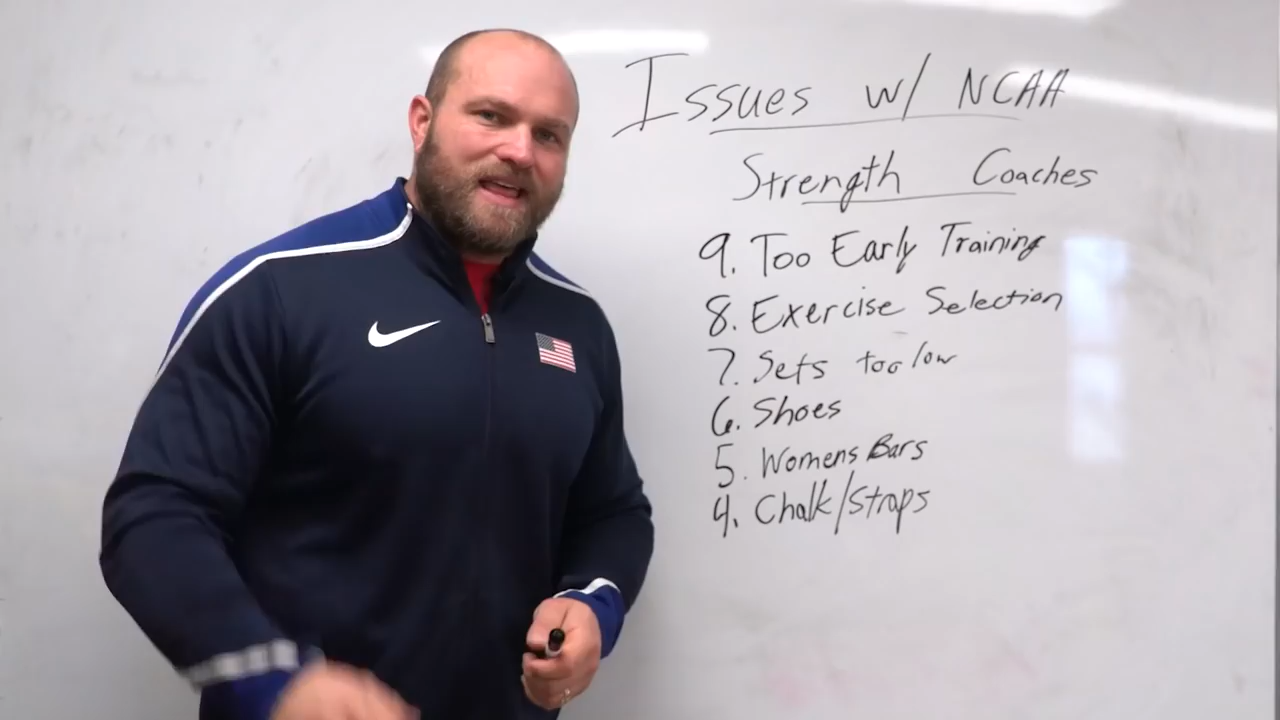 Issues w/ NCAA
Strength Coaches
9. Too Early Training
8. Exercise Selection
7. Sets too low
6. Shoes
5. Womens Bars
4. Chalk/Straps